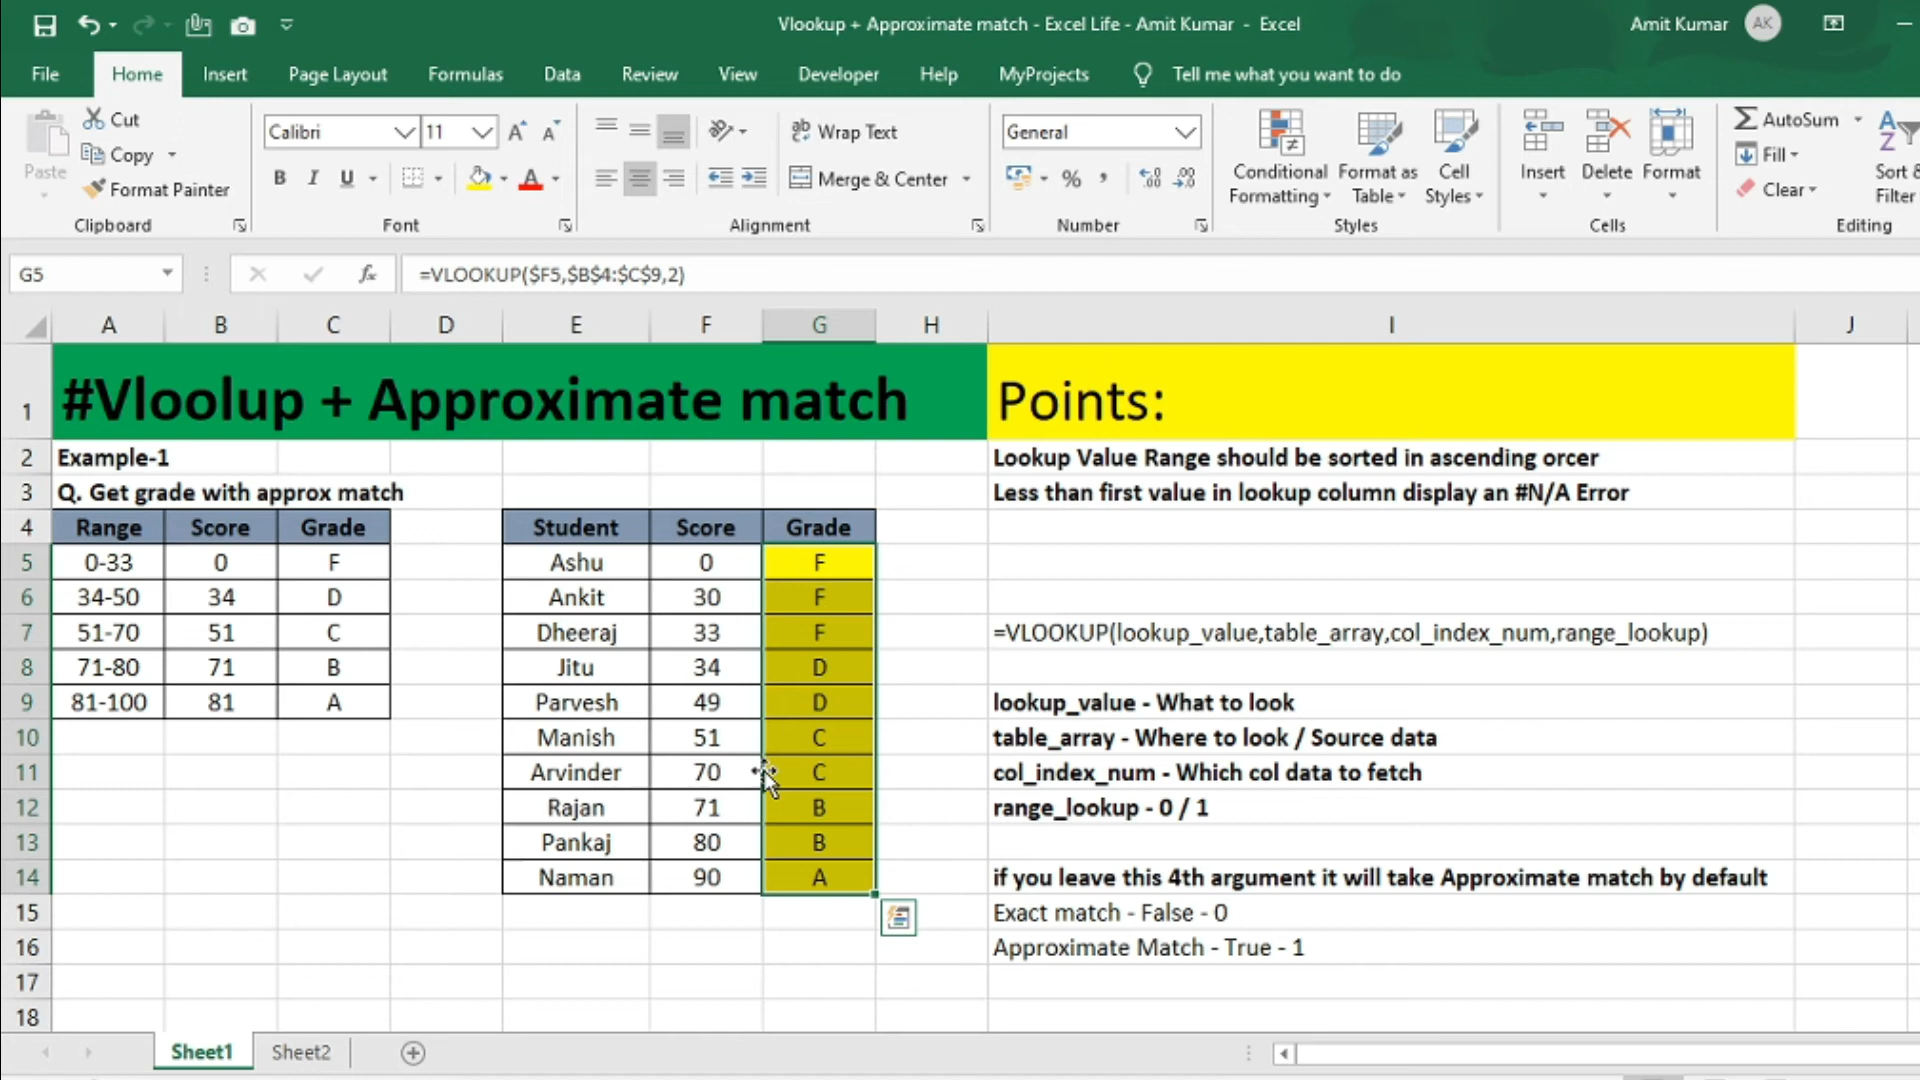 Vlookup + Approximate match - Excel Life - Amit Kumar - Excel
Amit Kumar AK
File Home Insert Page Layout Formulas Data Review View Developer Help MyProjects Tell me what you want to do
Paste
Cut
Copy
Format Painter
Clipboard
Calibri 11
B I U
Font
Wrap Text
Merge & Center
Alignment
General
Number
Conditional Formatting
Format as Table
Cell Styles
Styles
Insert Delete Format
Cells
AutoSum
Fill
Clear
Sort &
Filter
Editing
G5 fx =VLOOKUP($F5,$B$4:$C$9,2)
A B C D E F G H I J
1 #Vloolup + Approximate match Points:
2 Example-1 Lookup Value Range should be sorted in ascending orcer
3 Q. Get grade with approx match Less than first value in lookup column display an #N/A Error
4 Range Score Grade Student Score Grade
5 0-33 0 F Ashu 0 F
6 34-50 34 D Ankit 30 F
7 51-70 51 C Dheeraj 33 F =VLOOKUP(lookup_value,table_array,col_index_num,range_lookup)
8 71-80 71 B Jitu 34 D
9 81-100 81 A Parvesh 49 D lookup_value - What to look
10 Manish 51 C table_array - Where to look / Source data
11 Arvinder 70 C col_index_num - Which col data to fetch
12 Rajan 71 B range_lookup - 0 / 1
13 Pankaj 80 B
14 Naman 90 A if you leave this 4th argument it will take Approximate match by default
15 Exact match - False - 0
16 Approximate Match - True - 1
17
18
Sheet1 Sheet2